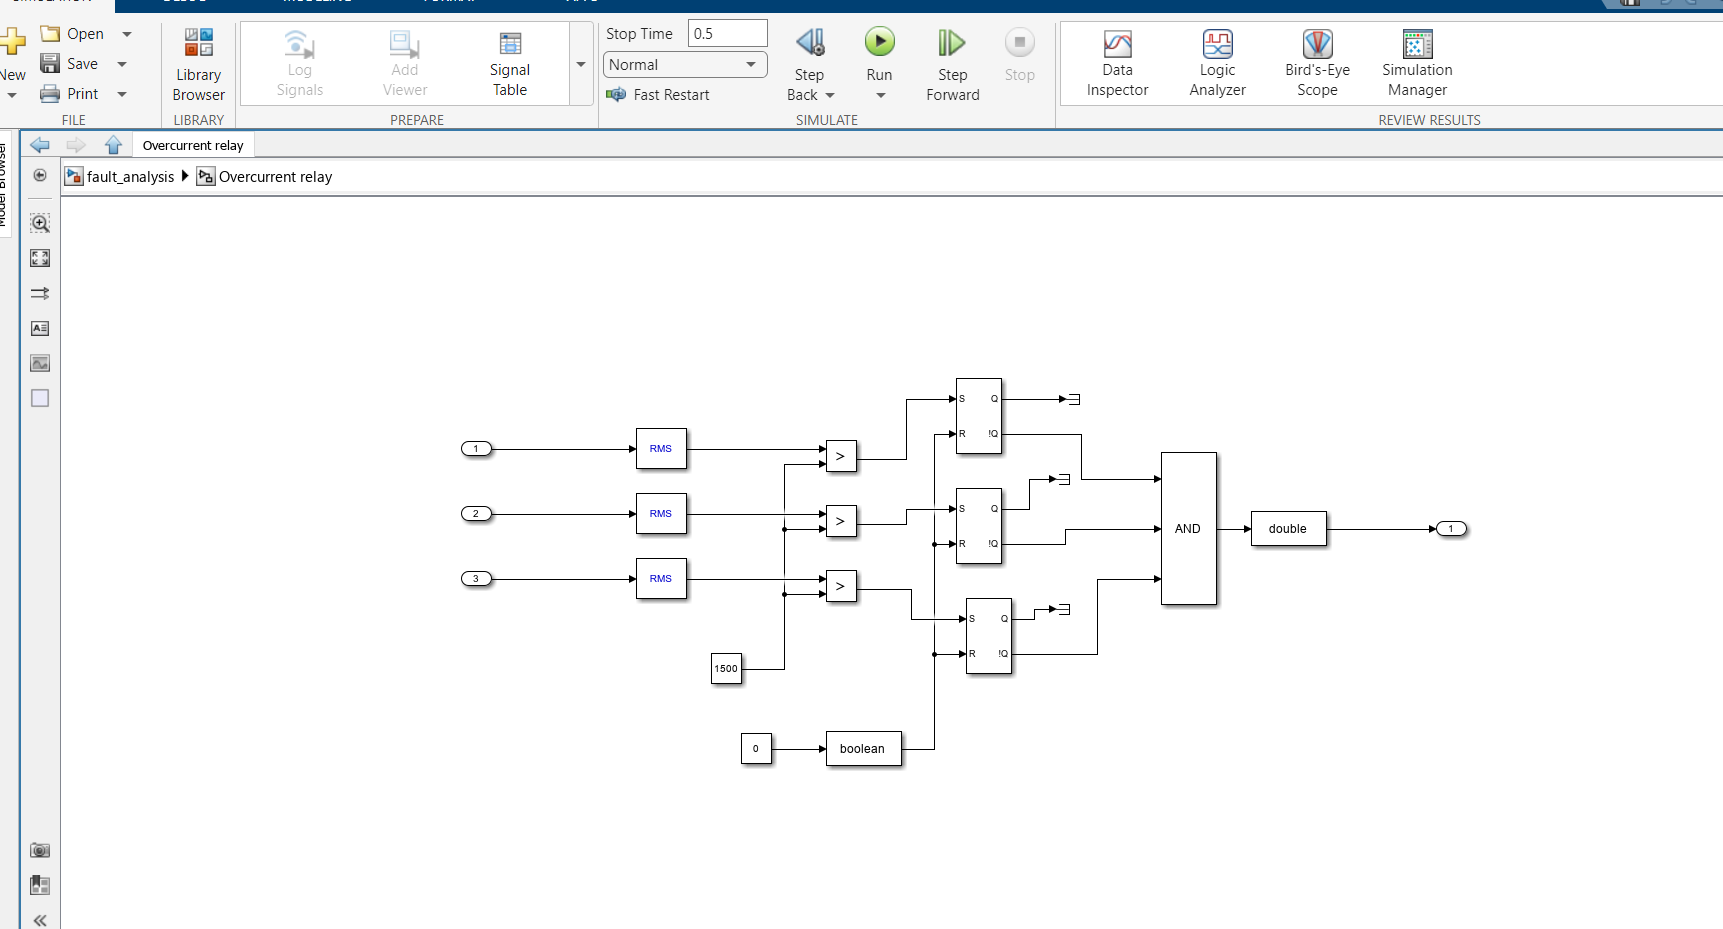 Open
Save
New
Print
FILE
Library
Browser
LIBRARY
Log
Signals
Add
Viewer
Signal
Table
PREPARE
Stop Time 0.5
Normal
Fast Restart
Step
Back
Run
Step
Forward
Stop
SIMULATE
Data
Inspector
Logic
Analyzer
Bird's-Eye
Scope
Simulation
Manager
REVIEW RESULTS
Overcurrent relay
fault_analysis Overcurrent relay
1
RMS
>
S Q
R !Q
2
RMS
>
S Q
R !Q
3
RMS
>
S Q
R !Q
1500
0
boolean
AND
double
1